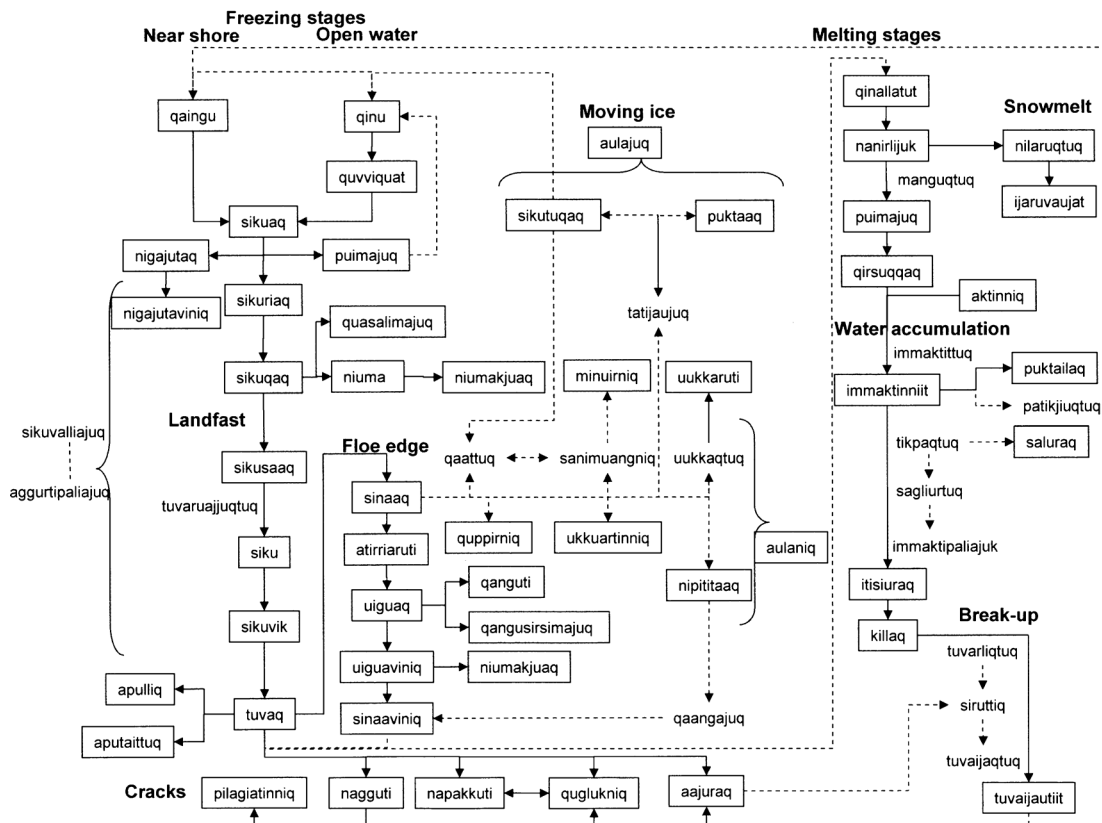 Freezing stages
Near shore
Open water
Melting stages
qaingu
qinu
quvviquat
sikuaq
nigajutaq
puimajuq
nigajutaviniq
sikuriaq
quasalimajuq
sikuqaq
niuma
niumakjuaq
Landfast
sikuvalliajuq
aggurtipaliajuq
sikusaaq
tuvaruajjuqtuq
siku
sikuvik
apulliq
tuvaq
aputaittuq
Moving ice
aulajuq
sikutuqaq
puktaaq
tatijaujuq
minuirniq
uukkaruti
Floe edge
qaattuq
sanimuangniq
uukkaqtuq
sinaaq
quppirniq
ukkuartinniq
aulaniq
atirriaruti
qanguti
nipititaaq
uiguaq
qangusirsimajuq
uiguaviniq
niumakjuaq
sinaaviniq
qaangajuq
qinallatut
Snowmelt
nanirlijuk
nilaruqtuq
manguqtuq
ijaruvaujat
puimajuq
qirsuqqaq
aktinniq
Water accumulation
immaktittuq
puktailaq
immaktinniit
patikjiuqtuq
tikpaqtuq
saluraq
sagliurtuq
immaktipaliajuk
itisiuraq
killaq
Break-up
tuvarliqtuq
siruttiq
tuvaijaqtuq
tuvaijautiit
Cracks
pilagiatinniq
nagguti
napakkuti
quglukniq
aajuraq